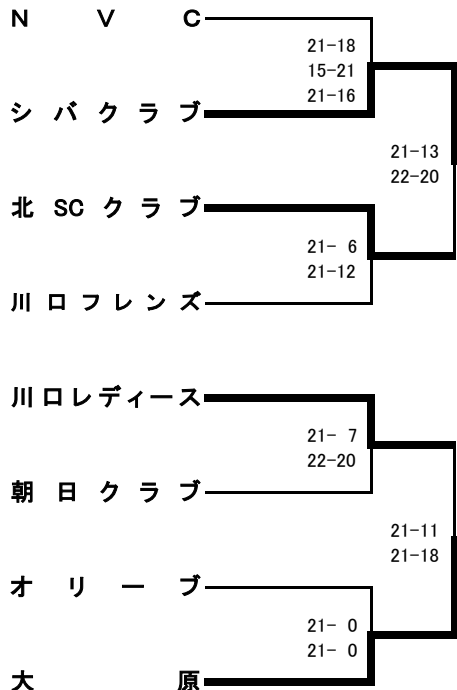 NVC
21-18
15-21
21-16
シバクラブ
21-13
22-20
北SCクラブ
21- 6
21-12
川口フレンズ
川口レディース
21- 7
22-20
朝日クラブ
21-11
21-18
オリーブ
21- 0
21- 0
大原